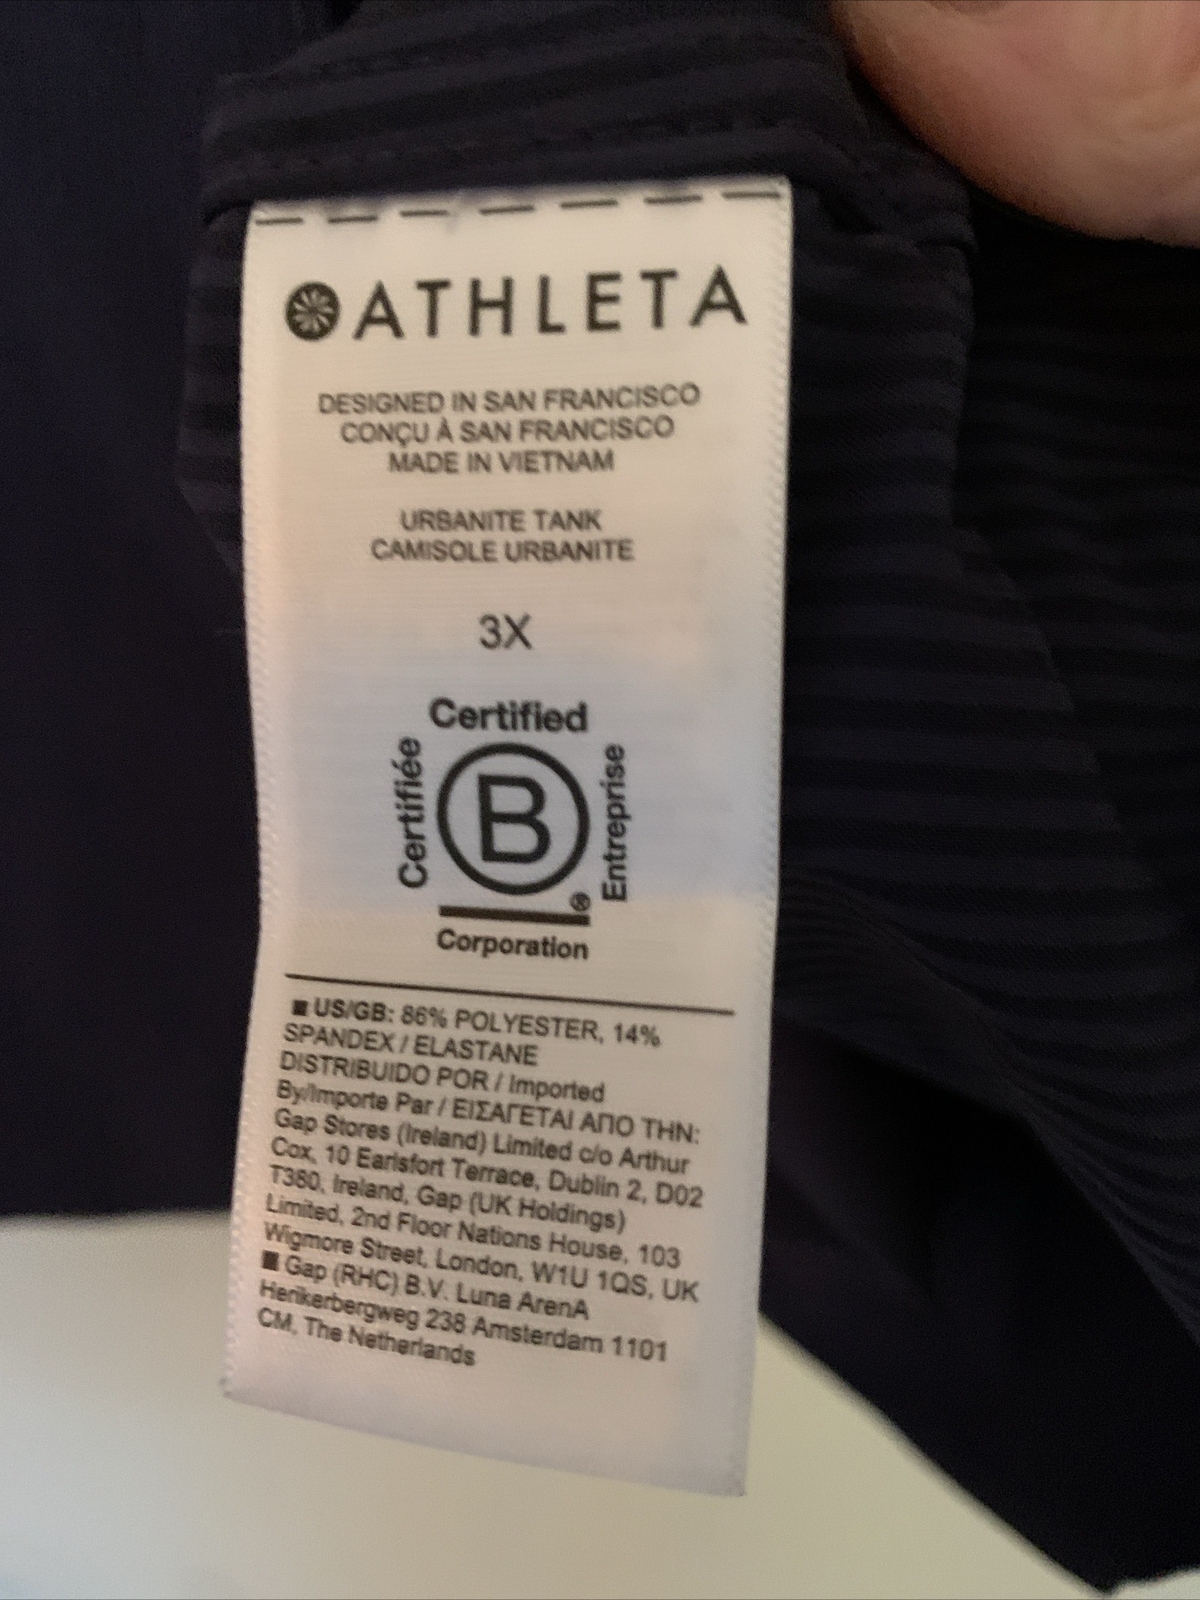 ATHLETA
DESIGNED IN SAN FRANCISCO
CONÇU À SAN FRANCISCO
MADE IN VIETNAM
URBANITE TANK
CAMISOLE URBANITE
3X
Certified
Certifiée
B
Entreprise
®
Corporation
■ US/GB: 86% POLYESTER, 14%
SPANDEX / ELASTANE
DISTRIBUIDO POR / Imported
By/Importe Par / ΕΙΣΑΓΕΤΑΙ ΑΠΟ ΤΗΝ:
Gap Stores (Ireland) Limited c/o Arthur
Cox, 10 Earlsfort Terrace, Dublin 2, D02
T380, Ireland, Gap (UK Holdings)
Limited, 2nd Floor Nations House, 103
Wigmore Street, London, W1U 1QS, UK
■ Gap (RHC) B.V. Luna ArenA
Herikerbergweg 238 Amsterdam 1101
CM, The Netherlands